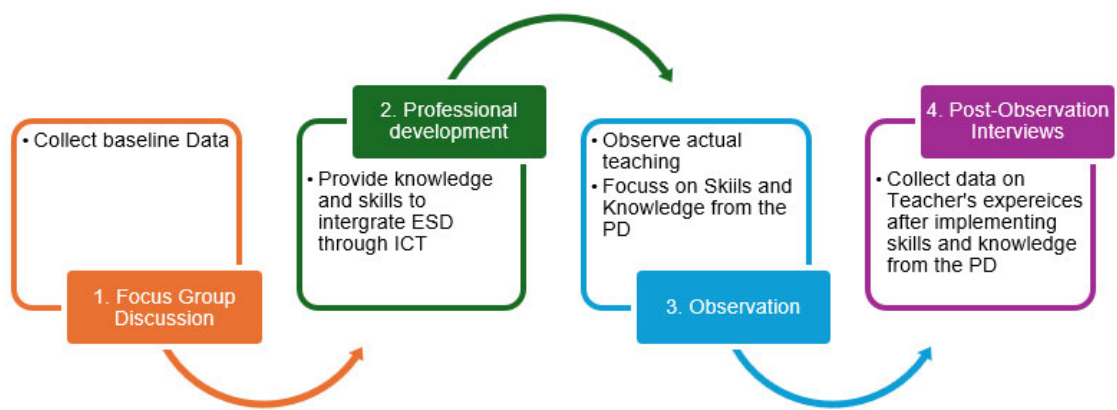 • Collect baseline Data
1. Focus Group
Discussion
2. Professional
development
• Provide knowledge
and skills to
intergrate ESD
through ICT
• Observe actual
teaching
• Focuss on Skiils and
Knowledge from the
PD
3. Observation
4. Post-Observation
Interviews
• Collect data on
Teacher's expereices
after implementing
skills and knowledge
from the PD